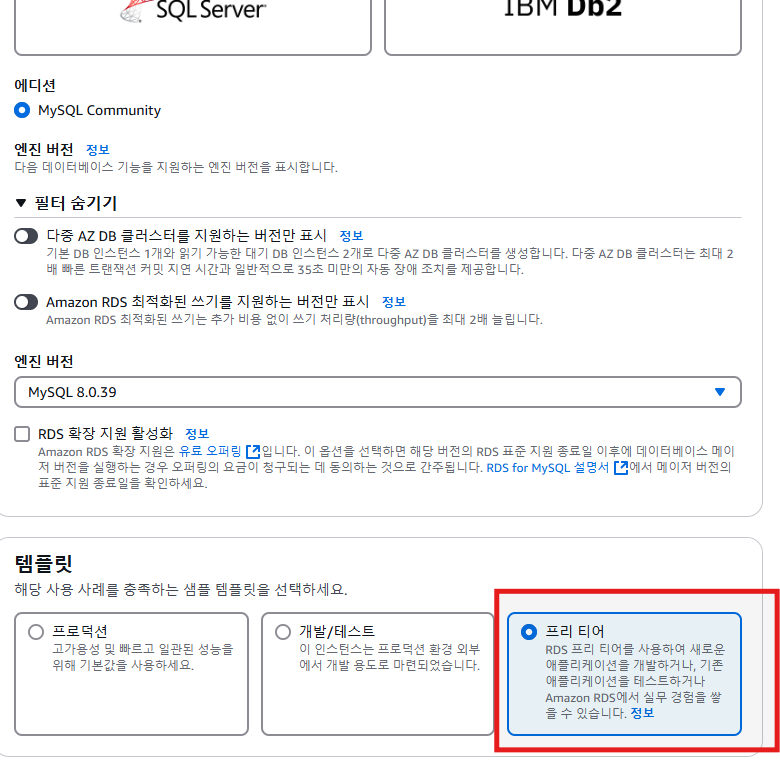 SQL Server
IBM Db2
에디션
MySQL Community
엔진 버전 정보
다음 데이터베이스 기능을 지원하는 엔진 버전을 표시합니다.
▼ 필터 숨기기
다중 AZ DB 클러스터를 지원하는 버전만 표시 정보
기본 DB 인스턴스 1개와 읽기 가능한 대기 DB 인스턴스 2개로 다중 AZ DB 클러스터를 생성합니다. 다중 AZ DB 클러스터는 최대 2
배 빠른 트랜잭션 커밋 지연 시간과 일반적으로 35초 미만의 자동 장애 조치를 제공합니다.
Amazon RDS 최적화된 쓰기를 지원하는 버전만 표시 정보
Amazon RDS 최적화된 쓰기는 추가 비용 없이 쓰기 처리량(throughput)을 최대 2배 늘립니다.
엔진 버전
MySQL 8.0.39
RDS 확장 지원 활성화 정보
Amazon RDS 확장 지원은 유료 오퍼링 입니다. 이 옵션을 선택하면 해당 버전의 RDS 표준 지원 종료일 이후에 데이터베이스 메이
저 버전을 실행하는 경우 오퍼링의 요금이 청구되는 데 동의하는 것으로 간주됩니다. RDS for MySQL 설명서 에서 메이저 버전의
표준 지원 종료일을 확인하세요.
템플릿
해당 사용 사례를 충족하는 샘플 템플릿을 선택하세요.
프로덕션
고가용성 및 빠르고 일관된 성능을
위해 기본값을 사용하세요.
개발/테스트
이 인스턴스는 프로덕션 환경 외부
에서 개발 용도로 마련되었습니다.
프리 티어
RDS 프리 티어를 사용하여 새로운
애플리케이션을 개발하거나, 기존
애플리케이션을 테스트하거나
Amazon RDS에서 실무 경험을 쌓
을 수 있습니다. 정보